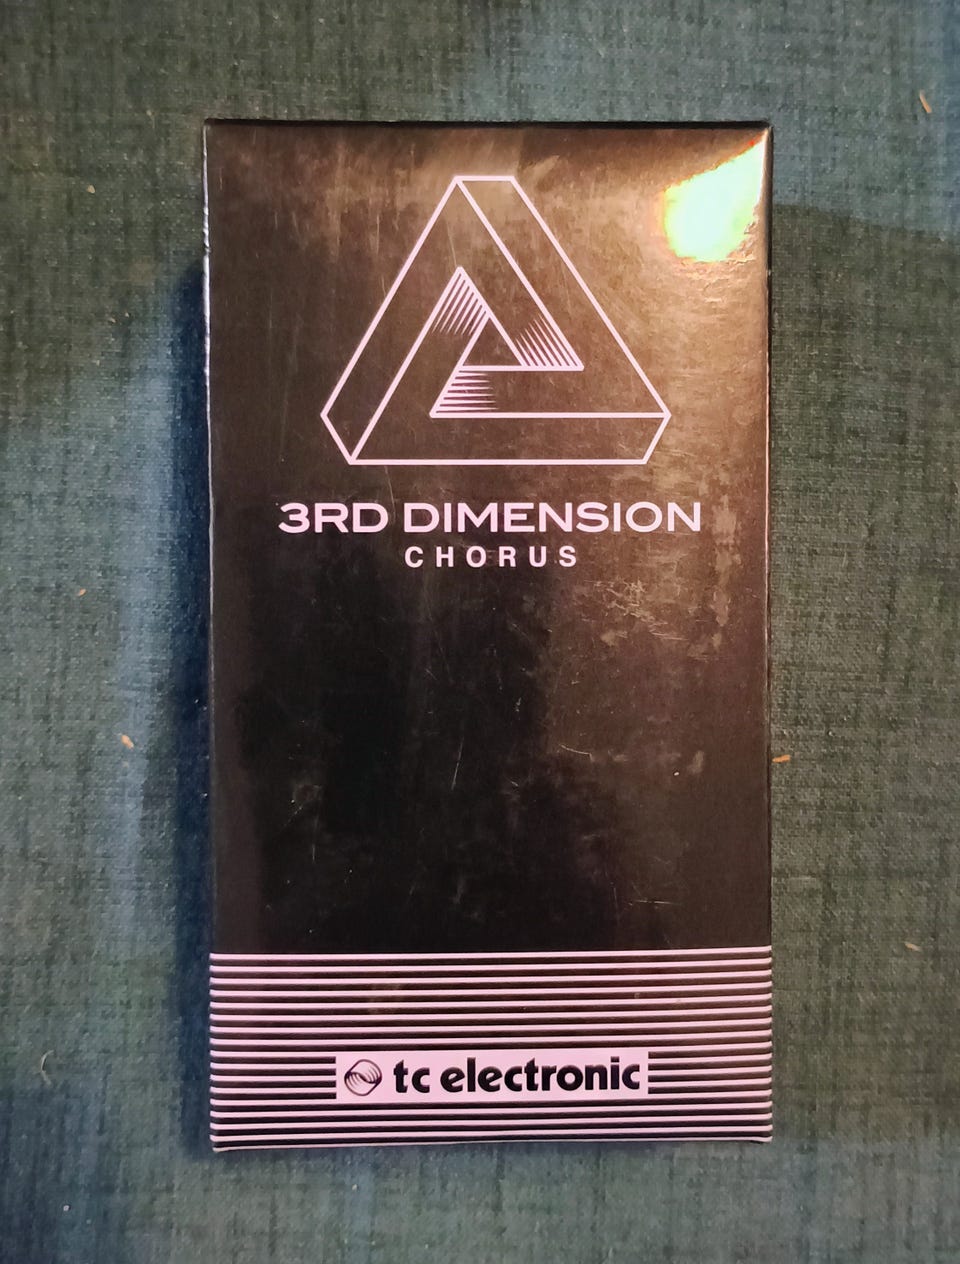 3RD DIMENSION
CHORUS
tc electronic